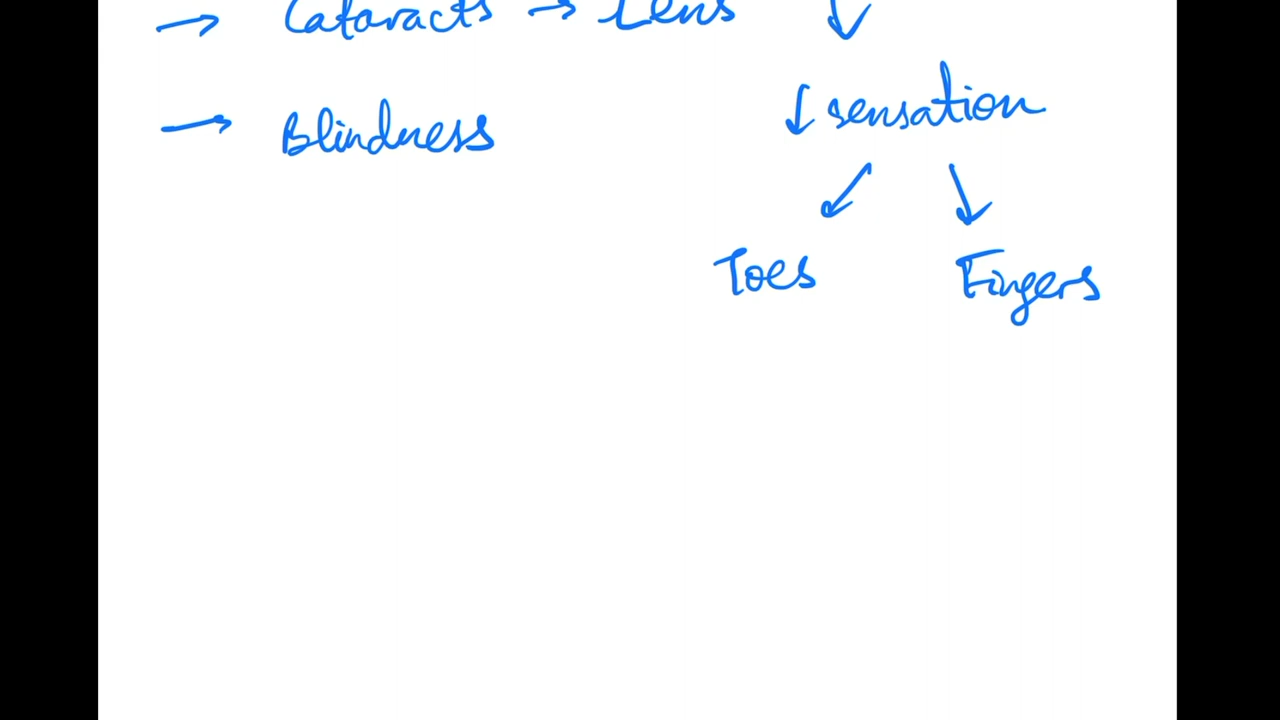 → Cataracts → Lens ↓
→ Blindness
↓ sensation
↙ ↘
Toes Fingers